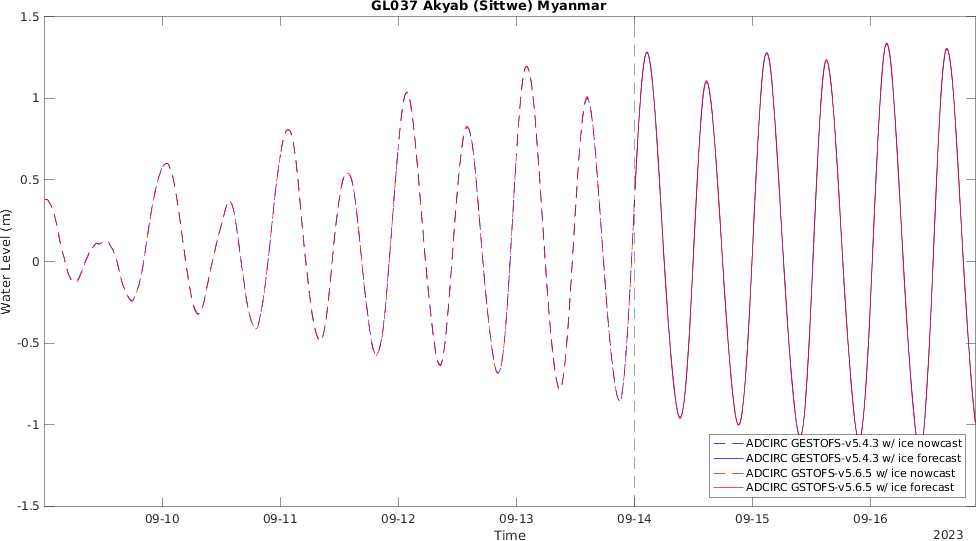 GL037 Akyab (Sittwe) Myanmar
1.5
1
0.5
0
-0.5
-1
-1.5
Water Level (m)
09-10 09-11 09-12 09-13 09-14 09-15 09-16
Time
2023
ADCIRC GESTOFS-v5.4.3 w/ ice nowcast
ADCIRC GESTOFS-v5.4.3 w/ ice forecast
ADCIRC GSTOFS-v5.6.5 w/ ice nowcast
ADCIRC GSTOFS-v5.6.5 w/ ice forecast